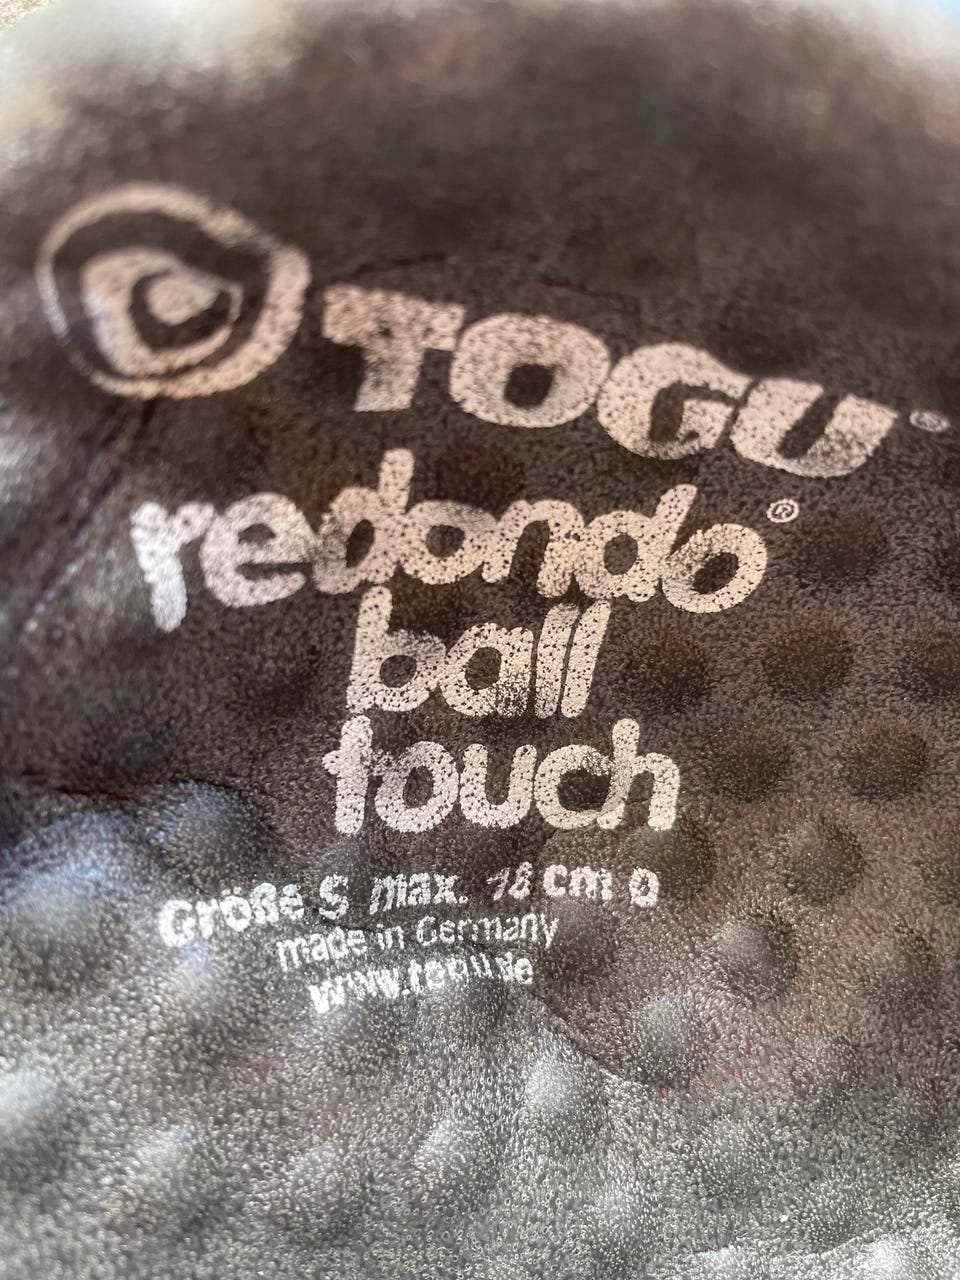 TOGU®
redondo®
ball
touch
Größe S max. 18 cm Ø
made in Germany
www.togu.de